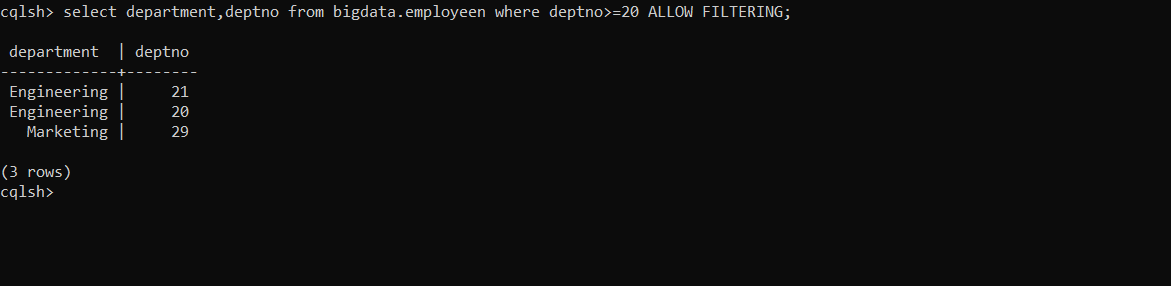 cqlsh> select department,deptno from bigdata.employeen where deptno>=20 ALLOW FILTERING;
 department  | deptno
-------------+--------
 Engineering |     21
 Engineering |     20
   Marketing |     29
(3 rows)
cqlsh>